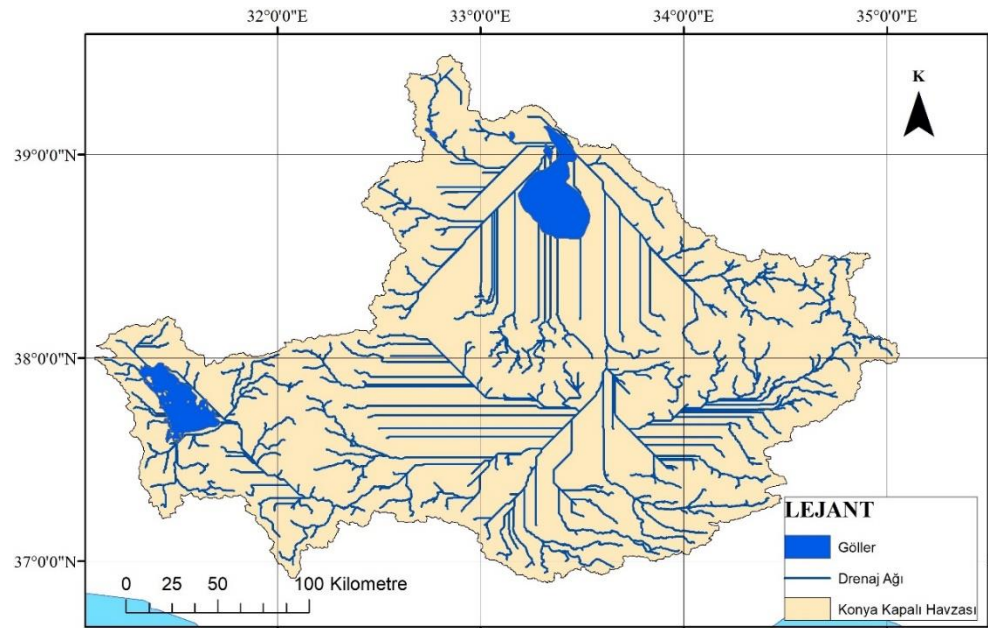 32°0'0"E 33°0'0"E 34°0'0"E 35°0'0"E
K
39°0'0"N
38°0'0"N
37°0'0"N
LEJANT
Göller
Drenaj Ağı
Konya Kapalı Havzası
0 25 50 100 Kilometre